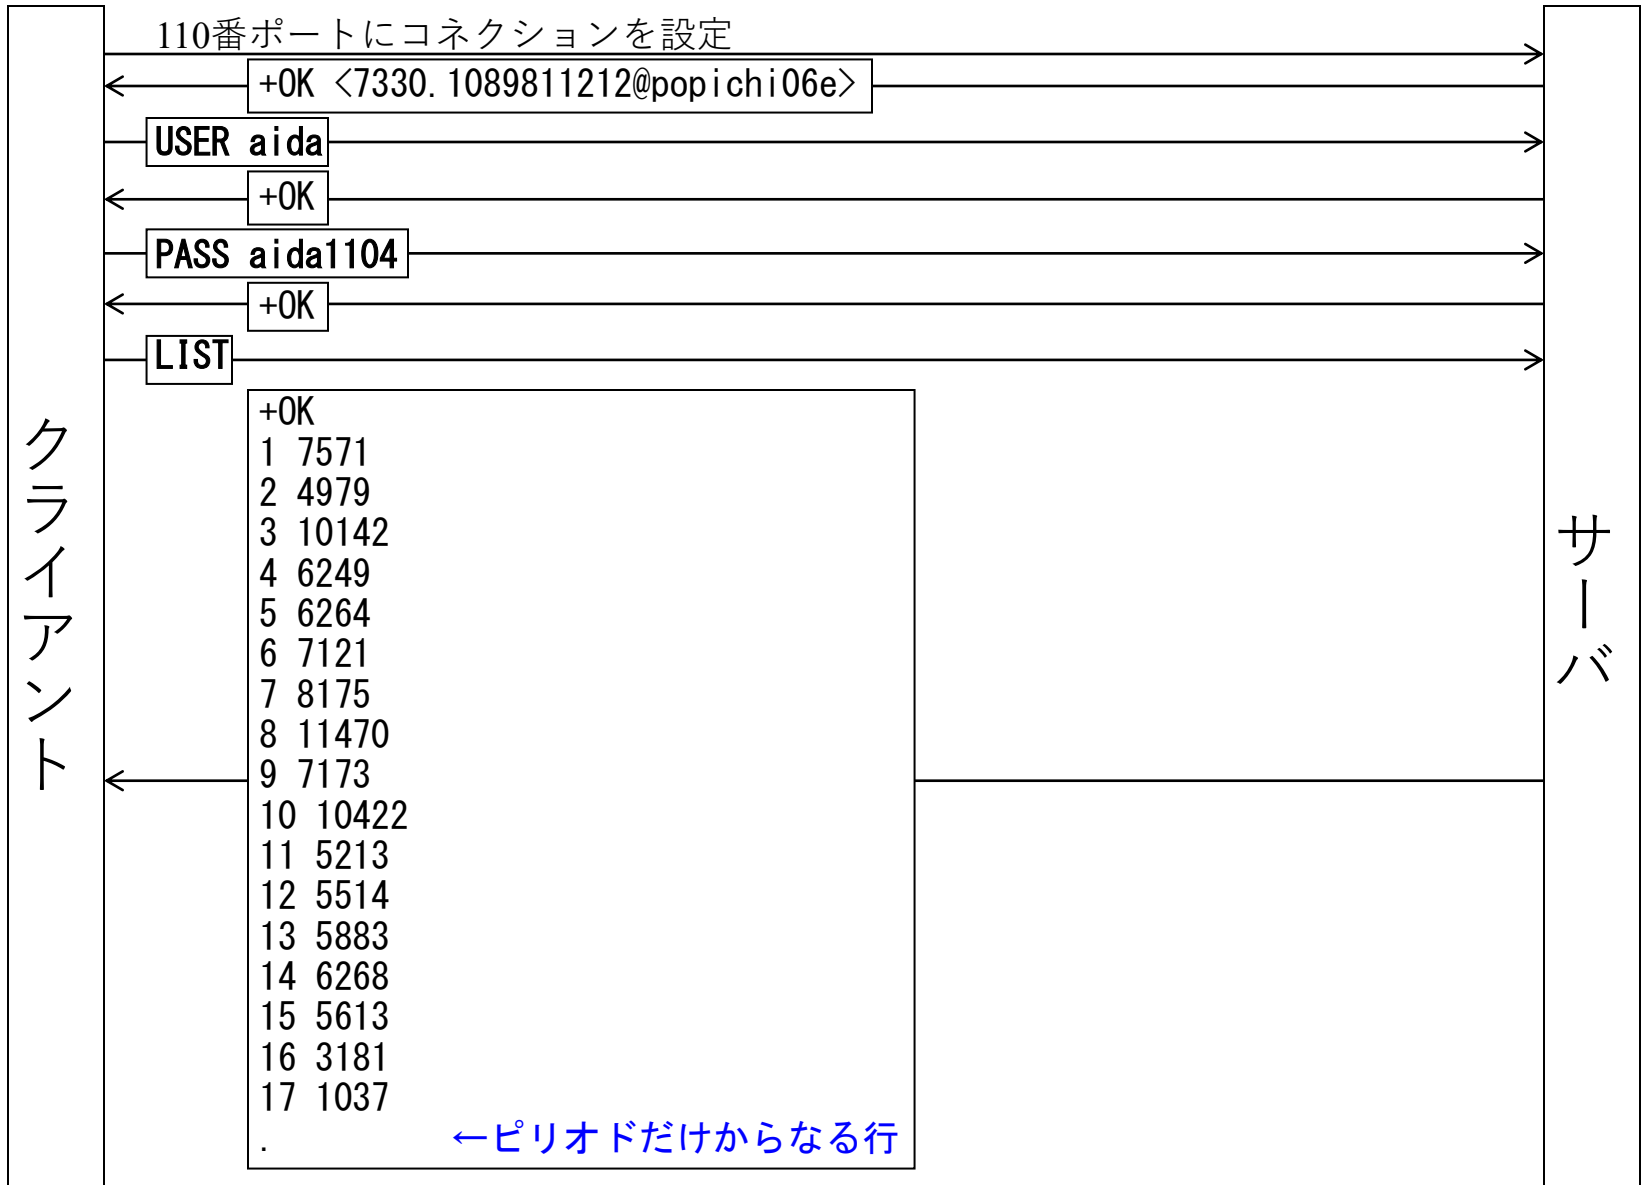 110番ポートにコネクションを設定
+OK <7330.1089811212@popichi06e>
USER aida
+OK
PASS aida1104
+OK
LIST
+OK
1 7571
2 4979
3 10142
4 6249
5 6264
6 7121
7 8175
8 11470
9 7173
10 10422
11 5213
12 5514
13 5883
14 6268
15 5613
16 3181
17 1037
. ←ピリオドだけからなる行
クライアント
サーバ